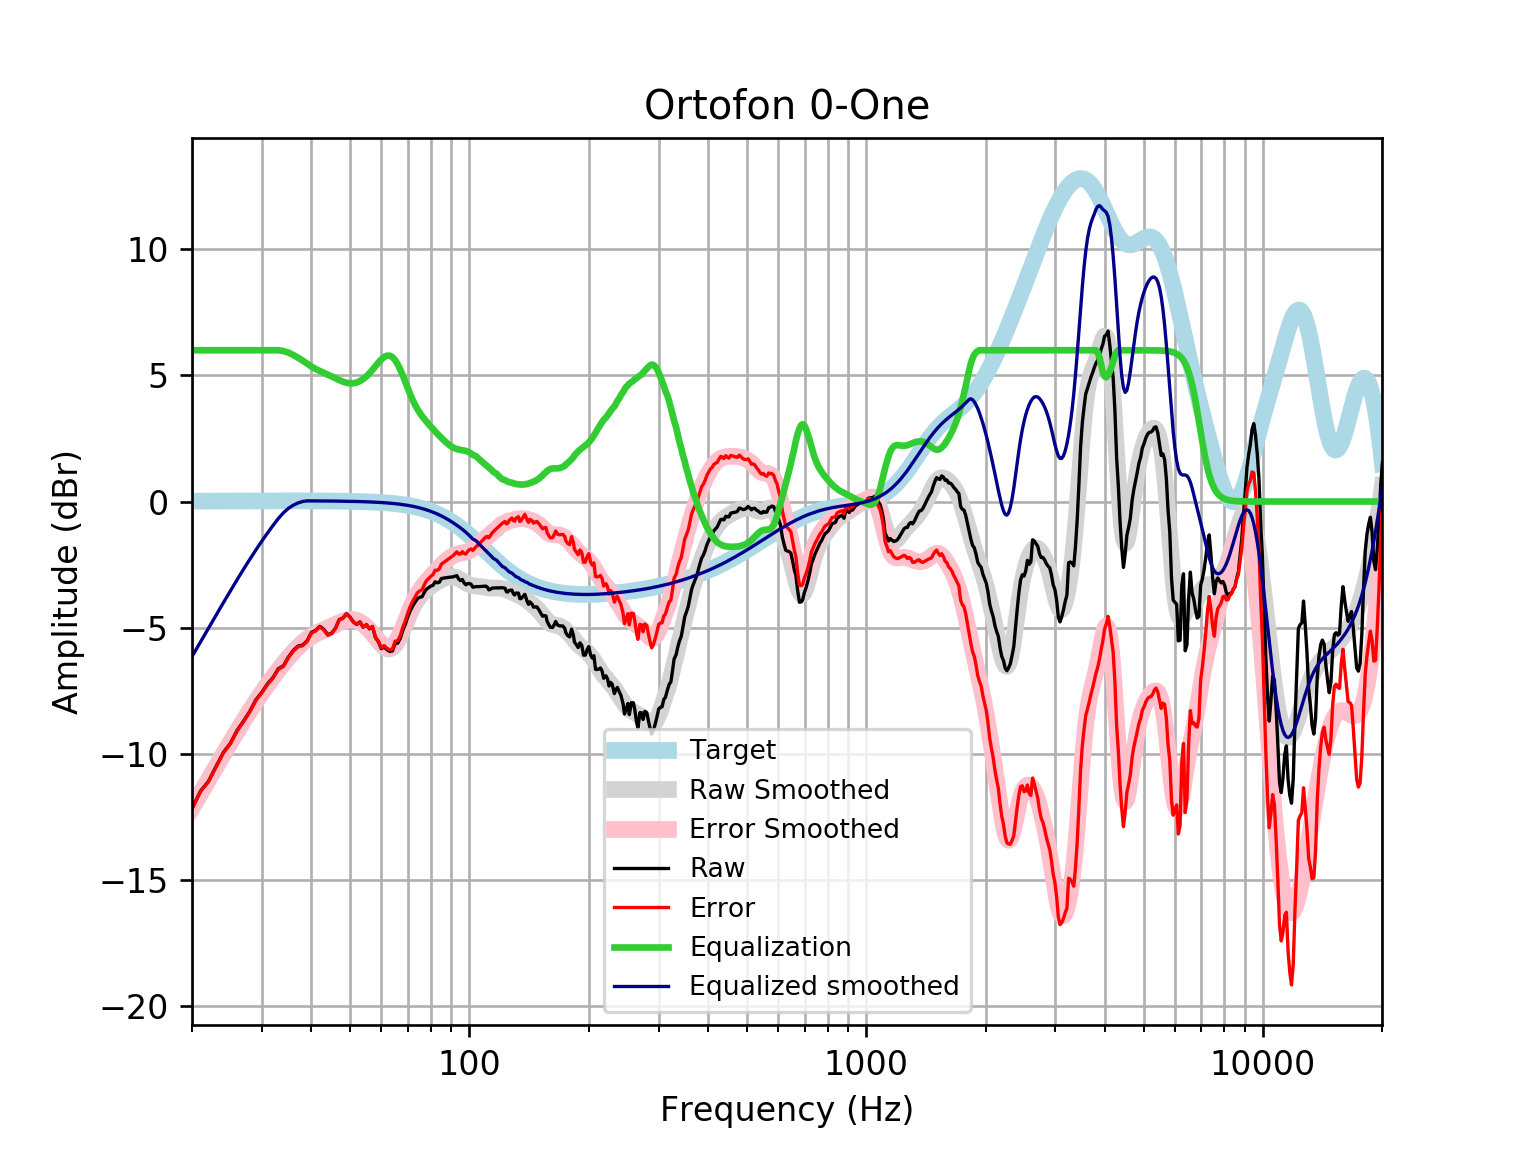 Ortofon 0-One
Amplitude (dBr)
10
5
0
−5
−10
−15
−20
Target
Raw Smoothed
Error Smoothed
Raw
Error
Equalization
Equalized smoothed
100
1000
10000
Frequency (Hz)